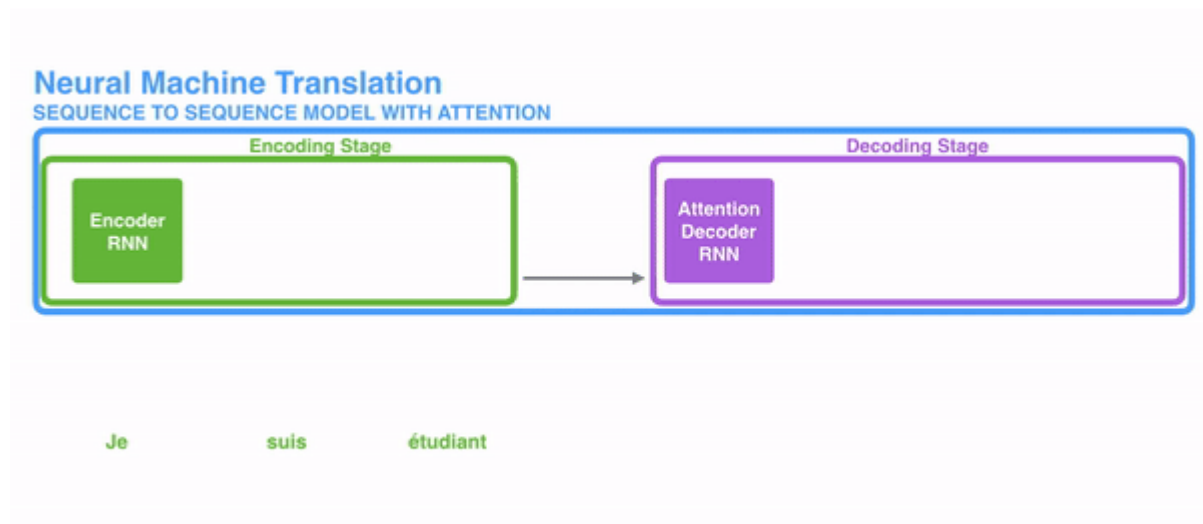 Neural Machine Translation
SEQUENCE TO SEQUENCE MODEL WITH ATTENTION
Encoding Stage
Decoding Stage
Encoder
RNN
Attention
Decoder
RNN
Je
suis
étudiant